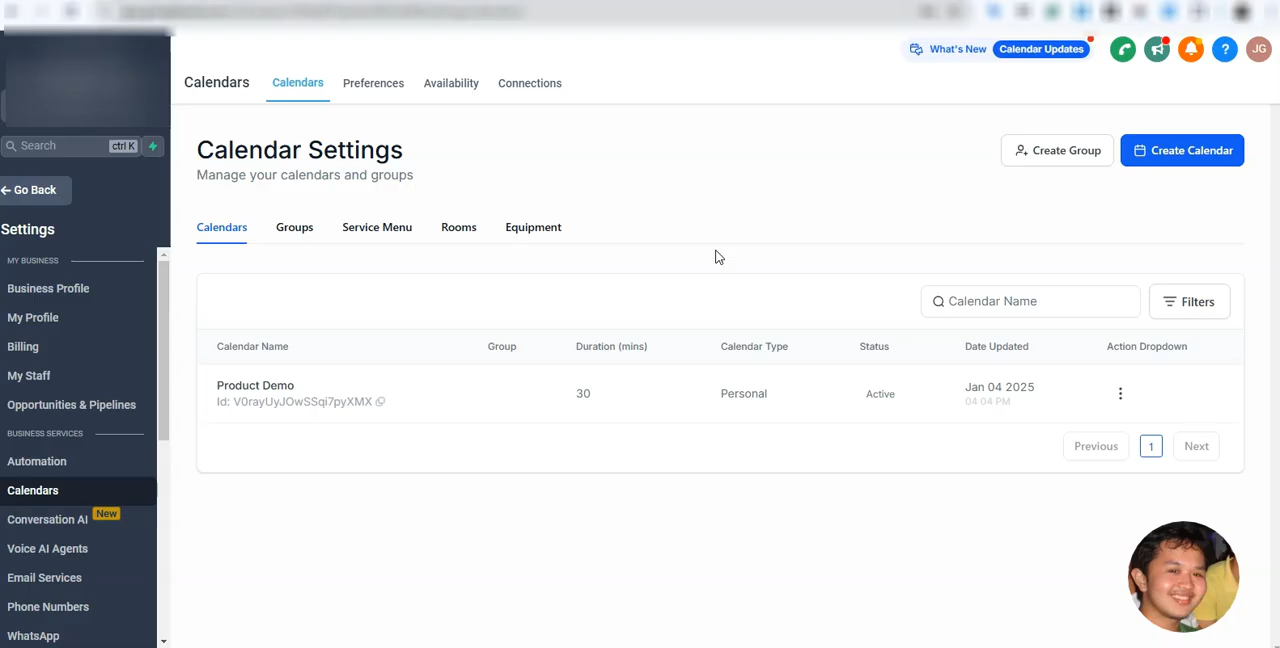 What's New Calendar Updates
? JG
Calendars Calendars Preferences Availability Connections
Search ctrl K
Go Back
Settings
MY BUSINESS
Business Profile
My Profile
Billing
My Staff
Opportunities & Pipelines
BUSINESS SERVICES
Automation
Calendars
Conversation AI New
Voice AI Agents
Email Services
Phone Numbers
WhatsApp
Calendar Settings
Manage your calendars and groups
Create Group Create Calendar
Calendars Groups Service Menu Rooms Equipment
Calendar Name Filters
Calendar Name Group Duration (mins) Calendar Type Status Date Updated Action Dropdown
Product Demo 30 Personal Active Jan 04 2025
Id: V0rayUyJOwSSqi7pyXMX 04 04 PM
Previous 1 Next